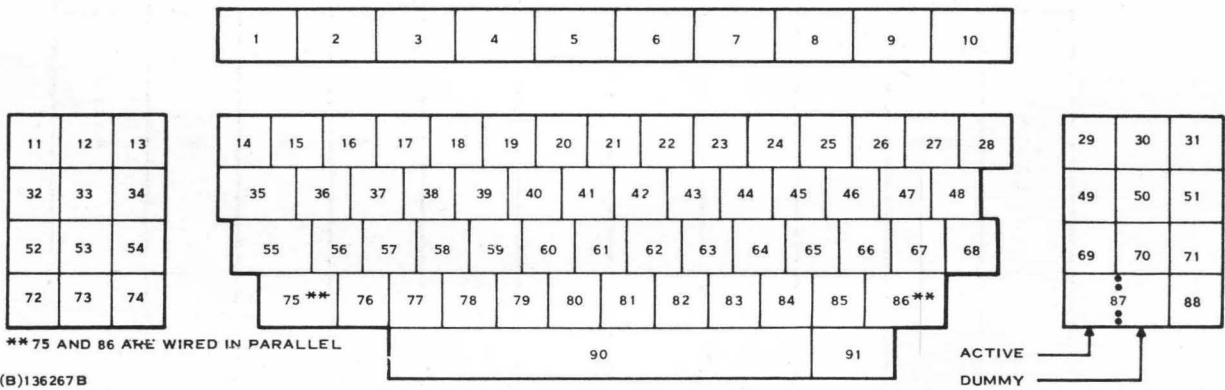 1 2 3 4 5 6 7 8 9 10
11 12 13 14 15 16 17 18 19 20 21 22 23 24 25 26 27 28 29 30 31
32 33 34 35 36 37 38 39 40 41 42 43 44 45 46 47 48 49 50 51
52 53 54 55 56 57 58 59 60 61 62 63 64 65 66 67 68 69 70 71
72 73 74 75 ** 76 77 78 79 80 81 82 83 84 85 86 ** 87 88
** 75 AND 86 ARE WIRED IN PARALLEL
90 91
ACTIVE
DUMMY
(B)136267B